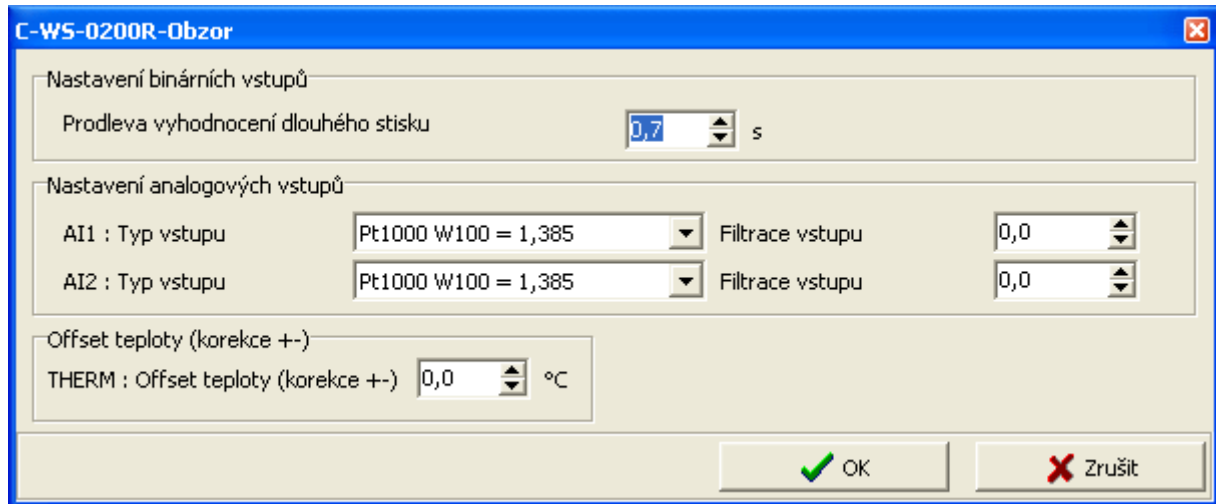 C-WS-0200R-Obzor
Nastavení binárních vstupů
Prodleva vyhodnocení dlouhého stisku 0,7 s
Nastavení analogových vstupů
AI1 : Typ vstupu Pt1000 W100 = 1,385 Filtrace vstupu 0,0
AI2 : Typ vstupu Pt1000 W100 = 1,385 Filtrace vstupu 0,0
Offset teploty (korekce +-)
THERM : Offset teploty (korekce +-) 0,0 °C
OK Zrušit